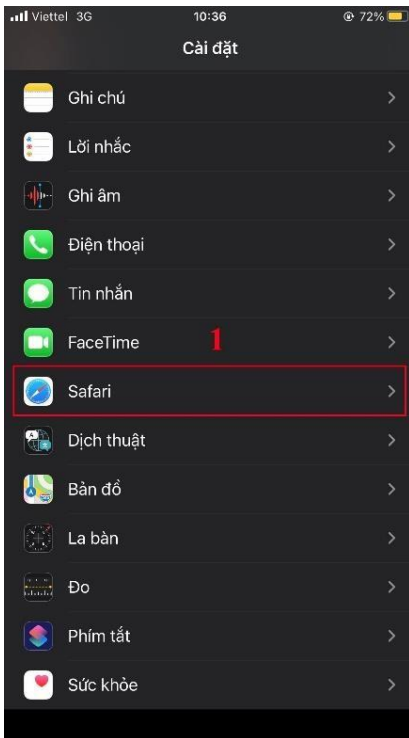 Viettel 3G 10:36 72%
Cài đặt
Ghi chú
Lời nhắc
Ghi âm
Điện thoại
Tin nhắn
FaceTime
1
Safari
Dịch thuật
Bản đồ
La bàn
Đo
Phím tắt
Sức khỏe